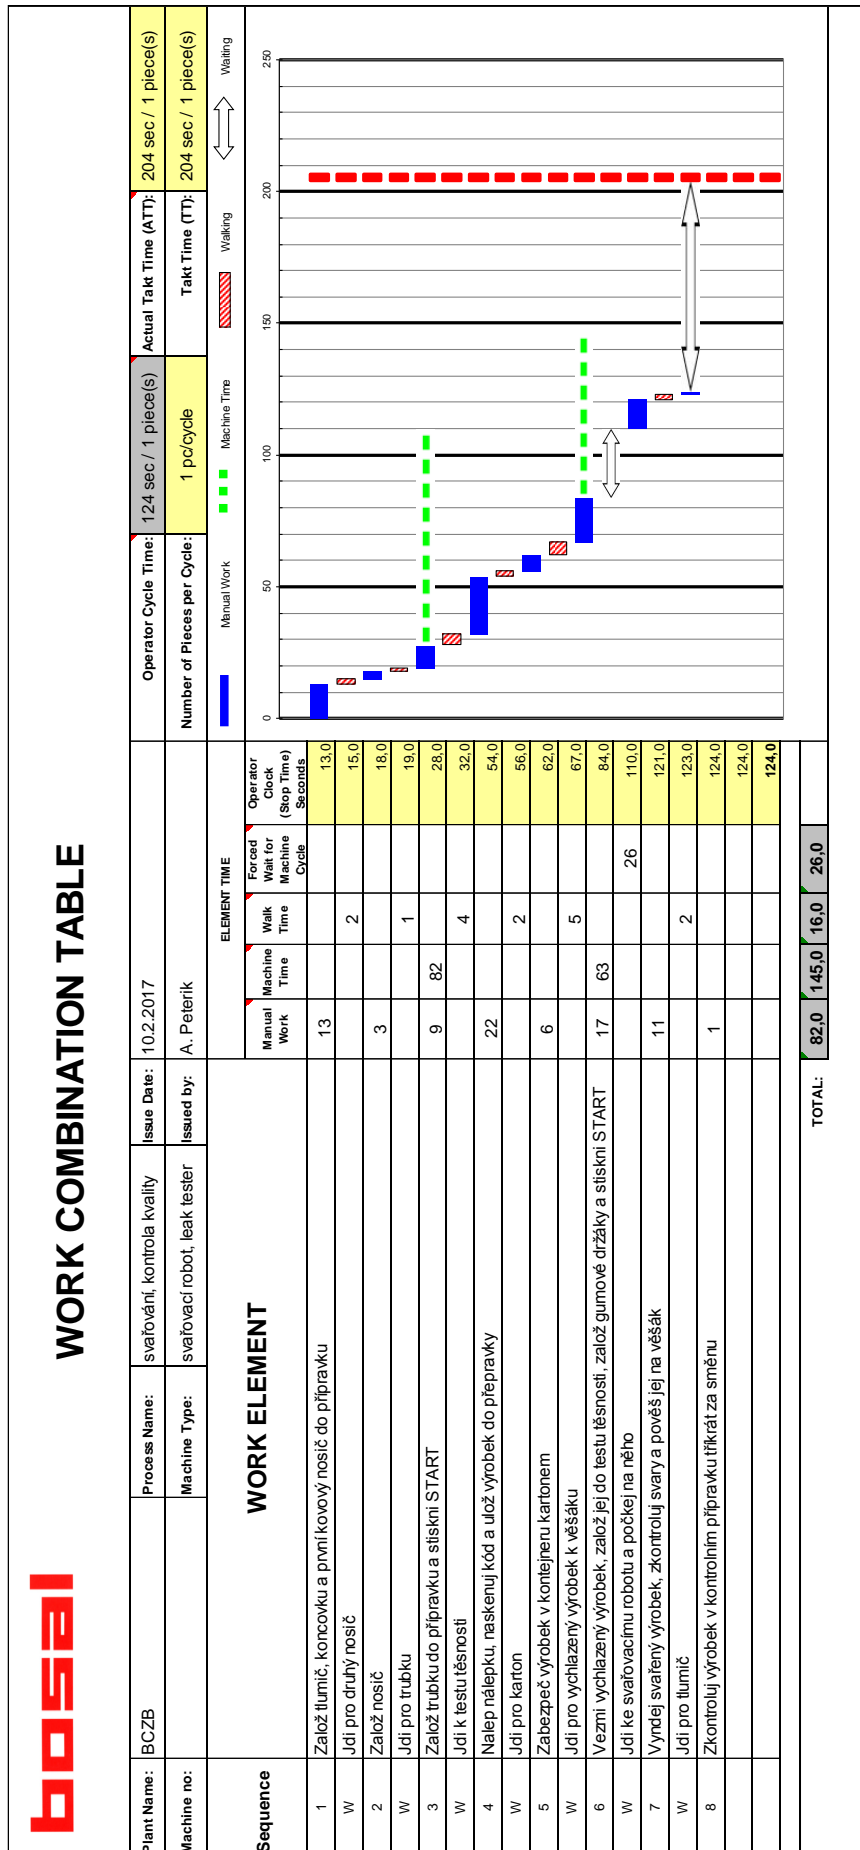 bosal
WORK COMBINATION TABLE
Plant Name: BCZB Process Name: svařování, kontrola kvality Issue Date: 10.2.2017 Operator Cycle Time: 124 sec / 1 piece(s) Actual Takt Time (ATT): 204 sec / 1 piece(s)
Machine no: Machine Type: svařovací robot, leak tester Issued by: A. Peterik Number of Pieces per Cycle: 1 pc/cycle Takt Time (TT): 204 sec / 1 piece(s)
Sequence WORK ELEMENT ELEMENT TIME Manual Work Machine Time Walking Waiting
Manual Work Machine Time Walk Time Forced Wait for Machine Cycle Operator Clock (Stop Time) Seconds 0 50 100 150 200 250
1 Založ tlumič, koncovku a první kovový nosič do přípravku 13 13,0
W Jdi pro druhý nosič 2 15,0
2 Založ nosič 3 18,0
W Jdi pro trubku 1 19,0
3 Založ trubku do přípravku a stiskni START 9 82 28,0
W Jdi k testu těsnosti 4 32,0
4 Nalep nálepku, naskenuj kód a ulož výrobek do přepravky 22 54,0
W Jdi pro karton 2 56,0
5 Zabezpeč výrobek v kontejneru kartonem 6 62,0
W Jdi pro vychlazený výrobek k věšáku 5 67,0
6 Vezmi vychlazený výrobek, založ jej do testu těsnosti, založ gumové držáky a stiskni START 17 63 84,0
W Jdi ke svařovacímu robotu a počkej na něho 26 110,0
7 Vyndej svařený výrobek, zkontroluj svary a pověš jej na věšák 11 121,0
W Jdi pro tlumič 2 123,0
8 Zkontroluj výrobek v kontrolním přípravku tříkrát za směnu 1 124,0
124,0
124,0
TOTAL: 82,0 145,0 16,0 26,0